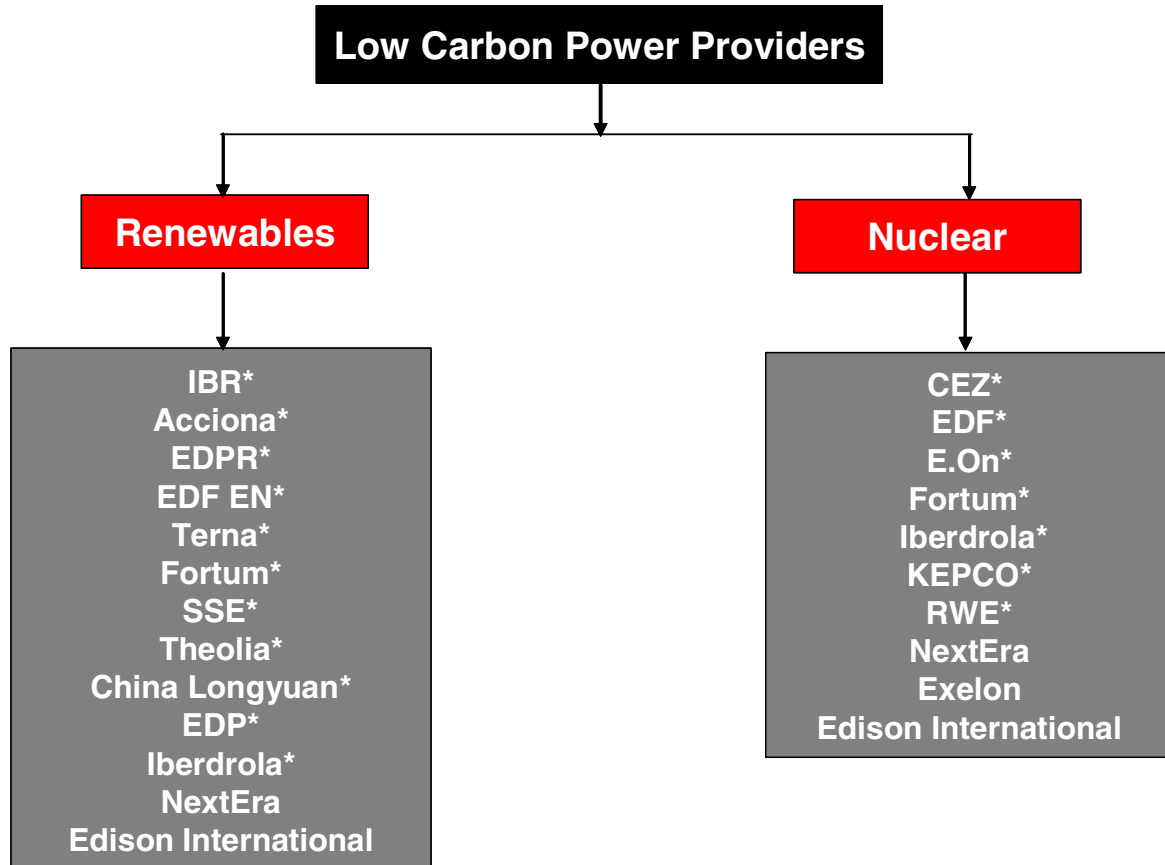 Low Carbon Power Providers
Renewables
Nuclear
IBR*
Acciona*
EDPR*
EDF EN*
Terna*
Fortum*
SSE*
Theolia*
China Longyuan*
EDP*
Iberdrola*
NextEra
Edison International
CEZ*
EDF*
E.On*
Fortum*
Iberdrola*
KEPCO*
RWE*
NextEra
Exelon
Edison International